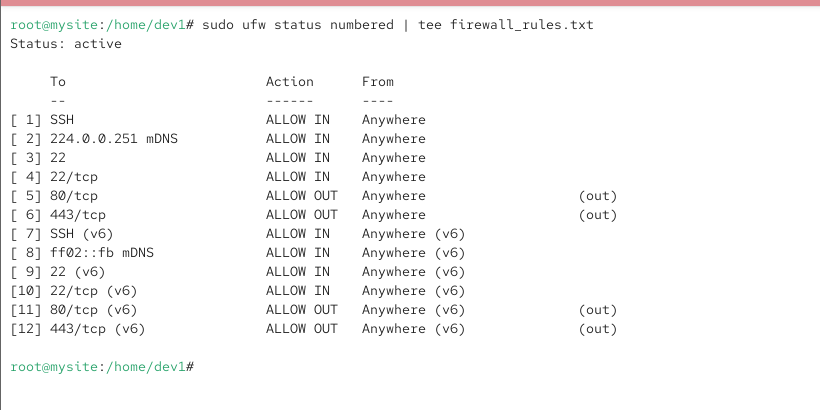 root@mysite:/home/dev1# sudo ufw status numbered | tee firewall_rules.txt
Status: active

     To                         Action      From
     --                         ------      ----
[ 1] SSH                        ALLOW IN    Anywhere
[ 2] 224.0.0.251 mDNS           ALLOW IN    Anywhere
[ 3] 22                         ALLOW IN    Anywhere
[ 4] 22/tcp                     ALLOW IN    Anywhere
[ 5] 80/tcp                     ALLOW OUT   Anywhere                   (out)
[ 6] 443/tcp                    ALLOW OUT   Anywhere                   (out)
[ 7] SSH (v6)                   ALLOW IN    Anywhere (v6)
[ 8] ff02::fb mDNS              ALLOW IN    Anywhere (v6)
[ 9] 22 (v6)                    ALLOW IN    Anywhere (v6)
[10] 22/tcp (v6)                ALLOW IN    Anywhere (v6)
[11] 80/tcp (v6)                ALLOW OUT   Anywhere (v6)              (out)
[12] 443/tcp (v6)               ALLOW OUT   Anywhere (v6)              (out)

root@mysite:/home/dev1#